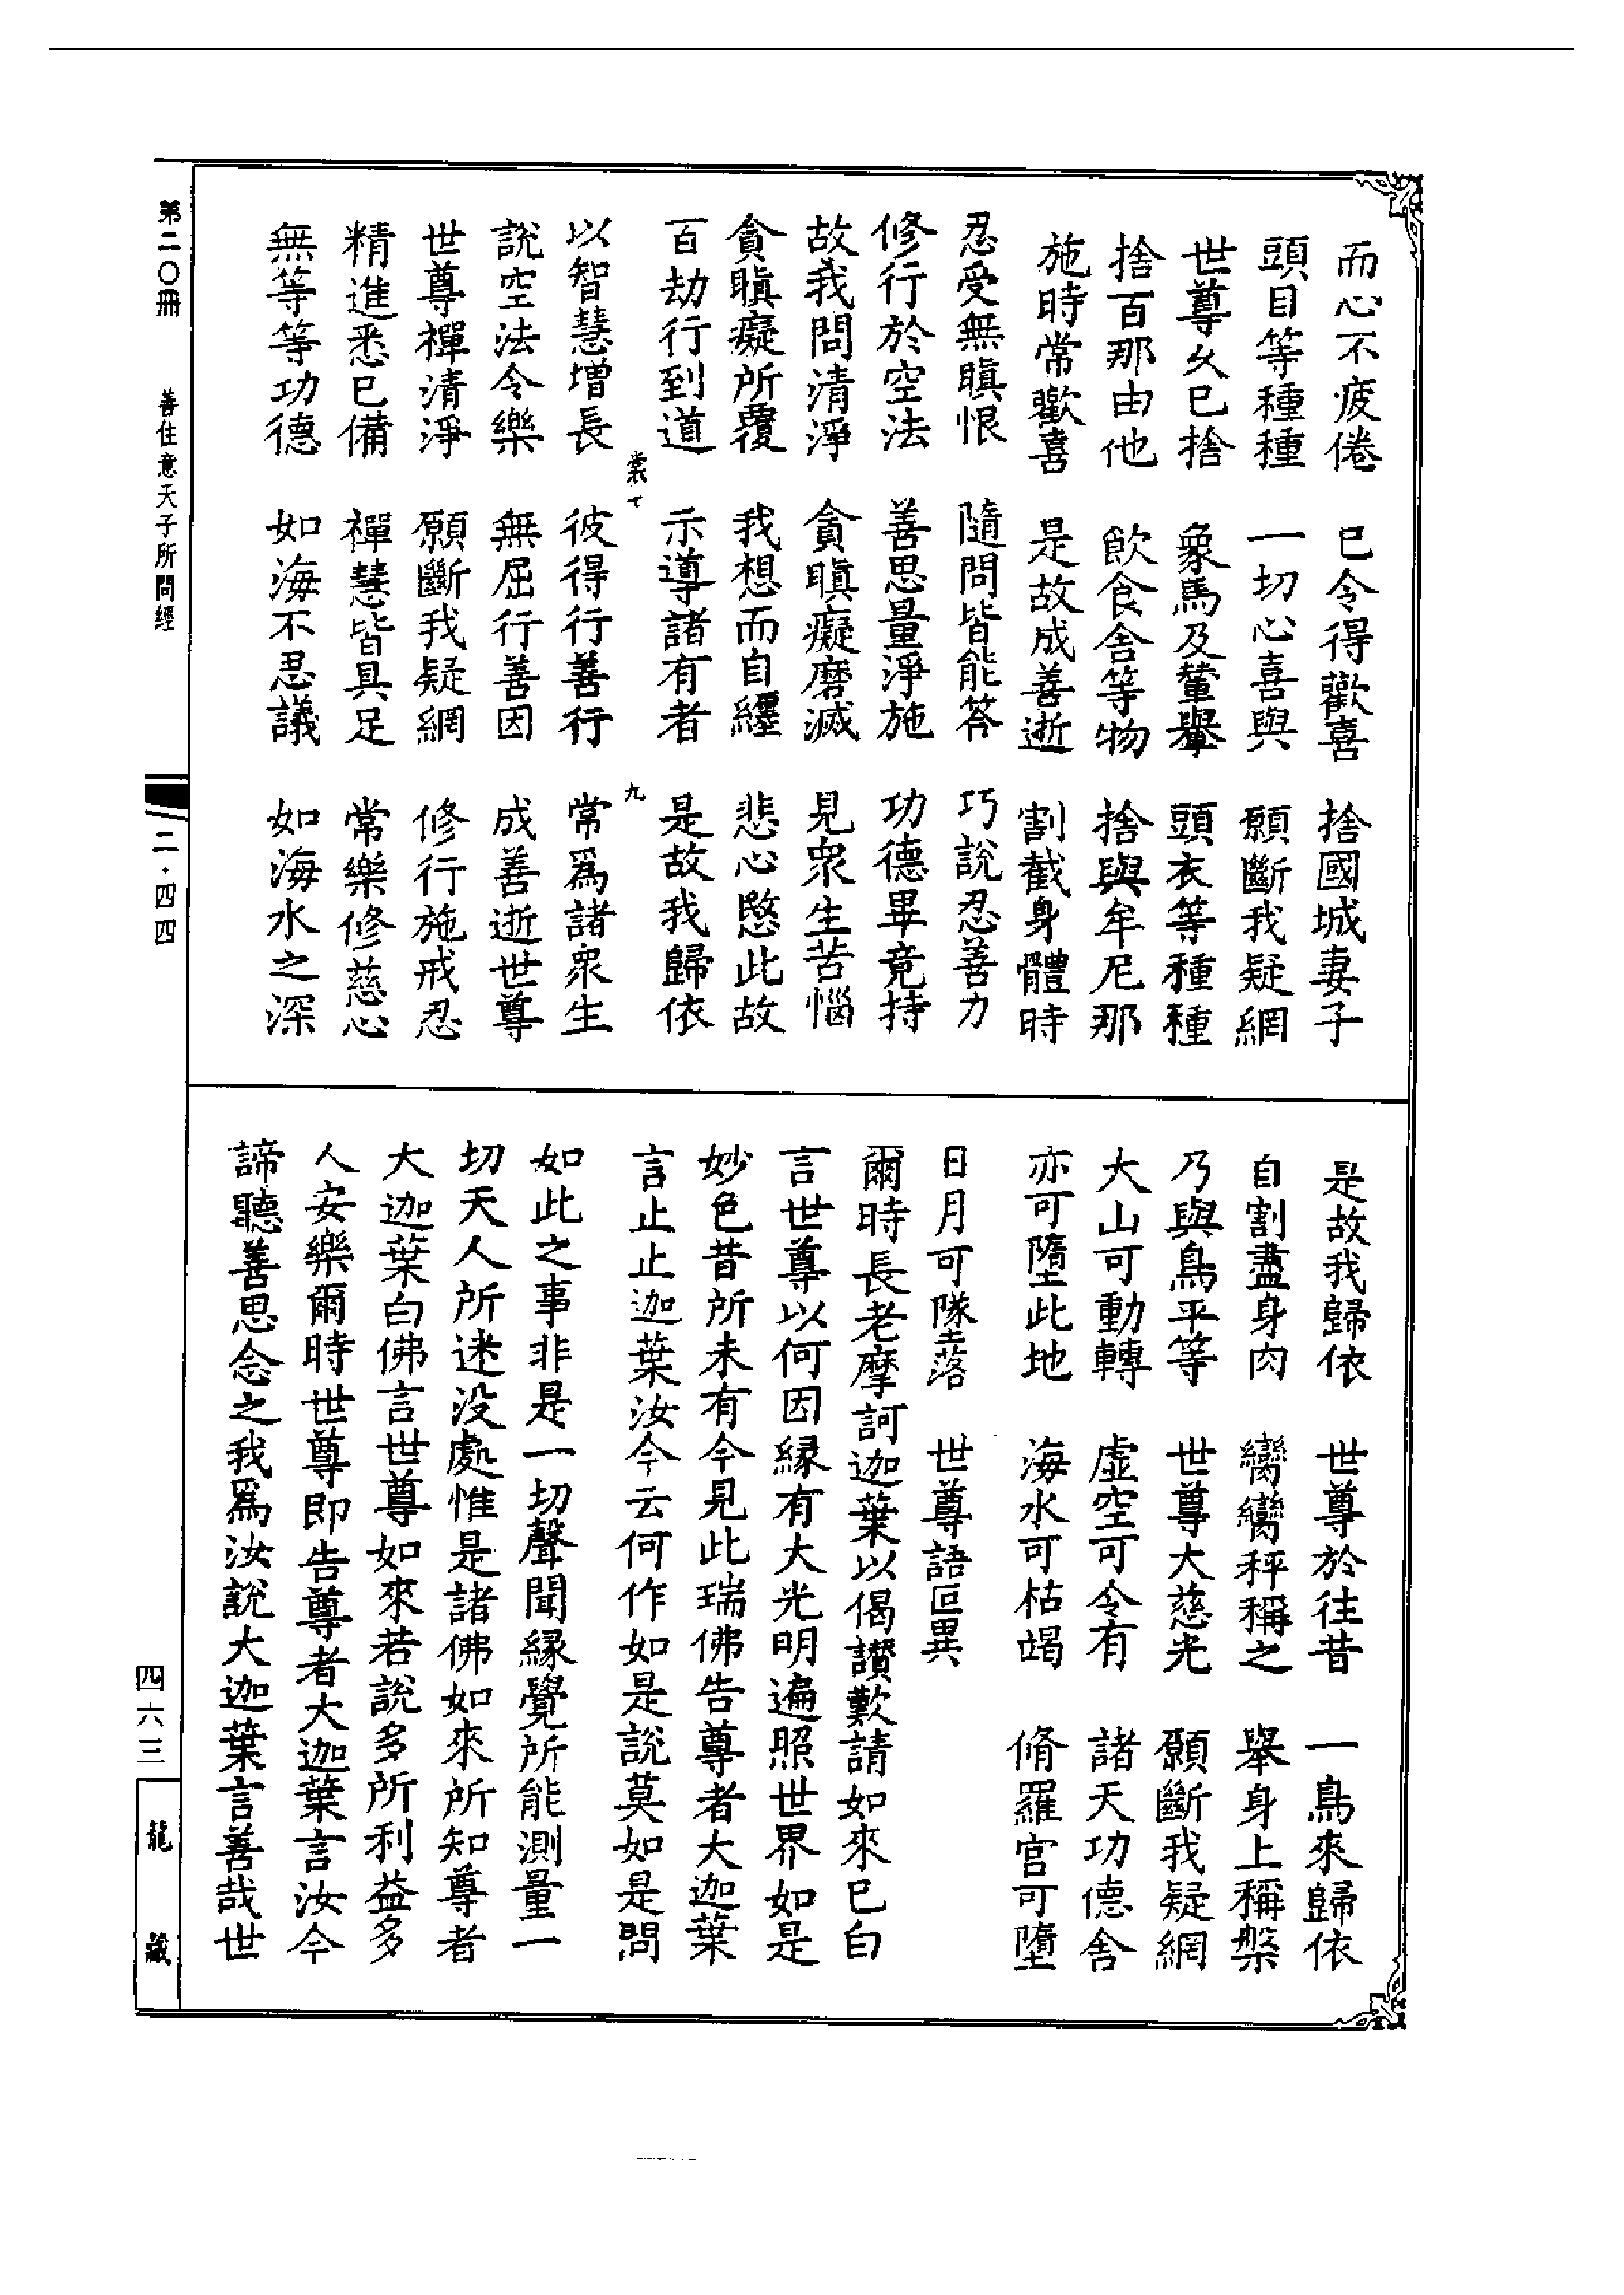 而心不疲倦　已令得歡喜　捨國城妻子
頭目等種種　一切心喜與　願斷我疑網
世尊久已捨　象馬及輦轝　頭衣等種種
捨百那由他　飲食舍等物　捨與牟尼那
施時常歡喜　是故成善逝　割截身體時
忍受無瞋恨　隨問皆能答　巧說忍善力
修行於空法　善思量淨施　功德畢竟持
故我問清淨　貪瞋癡磨滅　見眾生苦惱
貪瞋癡所覆　我想而自纏　悲心愍此故
百劫行到道　示導諸有者　是故我歸依
裳七　九
以智慧增長　彼得行善行　常爲諸眾生
說空法令樂　無屈行善因　成善逝世尊
世尊禪清淨　願斷我疑網　修行施戒忍
精進悉已備　禪慧皆具足　常樂修慈心
無等等功德　如海不思議　如海水之深
是故我歸依　世尊於往昔　一鳥來歸依
自割盡身肉　臠臠秤稱之　舉身上稱槃
乃與鳥平等　世尊大慈光　願斷我疑網
大山可動轉　虛空可令有　諸天功德舍
亦可墮此地　海水可枯竭　脩羅宮可墮
日月可墜落　世尊語叵異
爾時長老摩訶迦葉以偈讚歎請如來已白
言世尊以何因緣有大光明遍照世界如是
妙色昔所未有今見此瑞佛告尊者大迦葉
言止止迦葉汝今云何作如是說莫如是問
如此之事非是一切聲聞緣覺所能測量一
切天人所迷没處惟是諸佛如來所知尊者
大迦葉白佛言世尊如來若說多所利益多
人安樂爾時世尊即告尊者大迦葉言汝今
諦聽善思念之我爲汝說大迦葉言善哉世
第二〇冊　善住意天子所問經　二·四四
四六三　龍藏